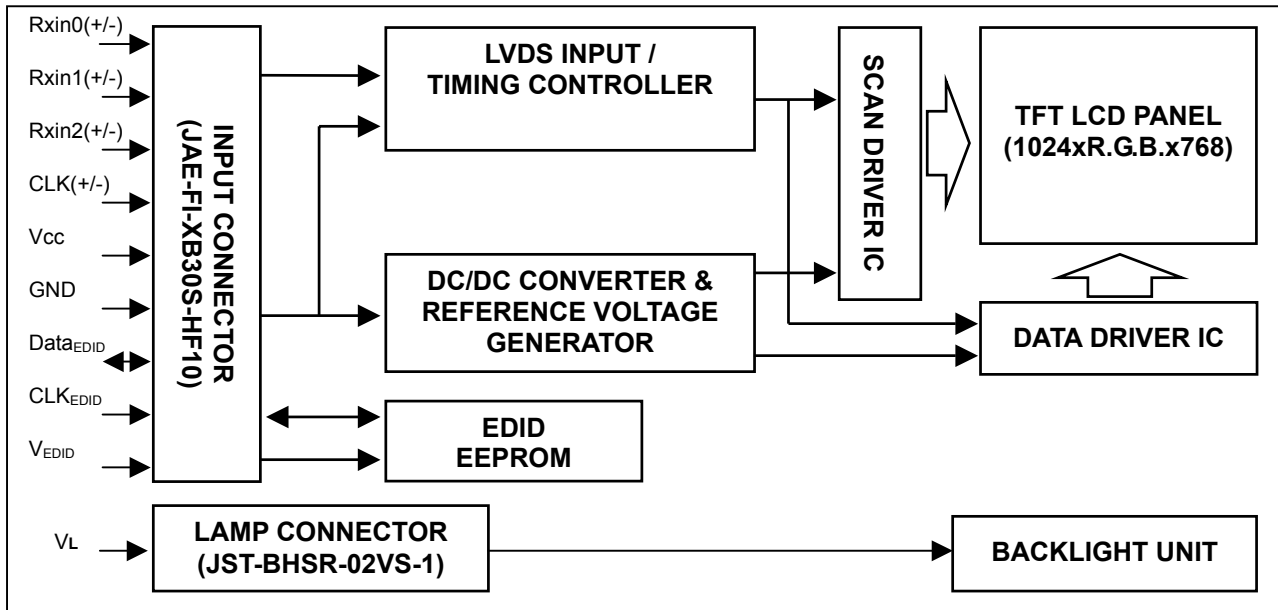 Rxin0(+/-)
Rxin1(+/-)
Rxin2(+/-)
CLK(+/-)
Vcc
GND
DataEDID
CLKEDID
VEDID
INPUT CONNECTOR
(JAE-FI-XB30S-HF10)
LVDS INPUT /
TIMING CONTROLLER
DC/DC CONVERTER &
REFERENCE VOLTAGE
GENERATOR
EDID
EEPROM
SCAN DRIVER IC
TFT LCD PANEL
(1024xR.G.B.x768)
DATA DRIVER IC
VL
LAMP CONNECTOR
(JST-BHSR-02VS-1)
BACKLIGHT UNIT